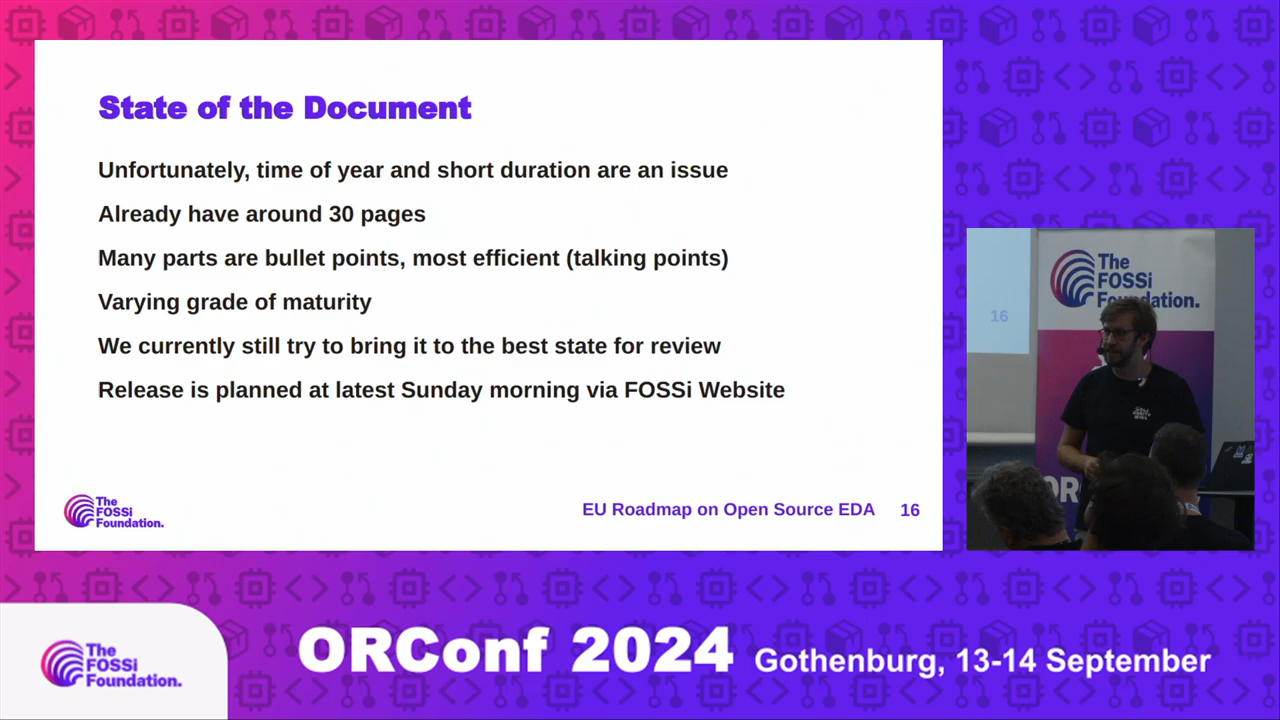 State of the Document
Unfortunately, time of year and short duration are an issue
Already have around 30 pages
Many parts are bullet points, most efficient (talking points)
Varying grade of maturity
We currently still try to bring it to the best state for review
Release is planned at latest Sunday morning via FOSSi Website
The
FOSSi
Foundation.
EU Roadmap on Open Source EDA 16
16
The
FOSSi
Foundation.
OR
The
FOSSi
Foundation.
ORConf 2024 Gothenburg, 13-14 September